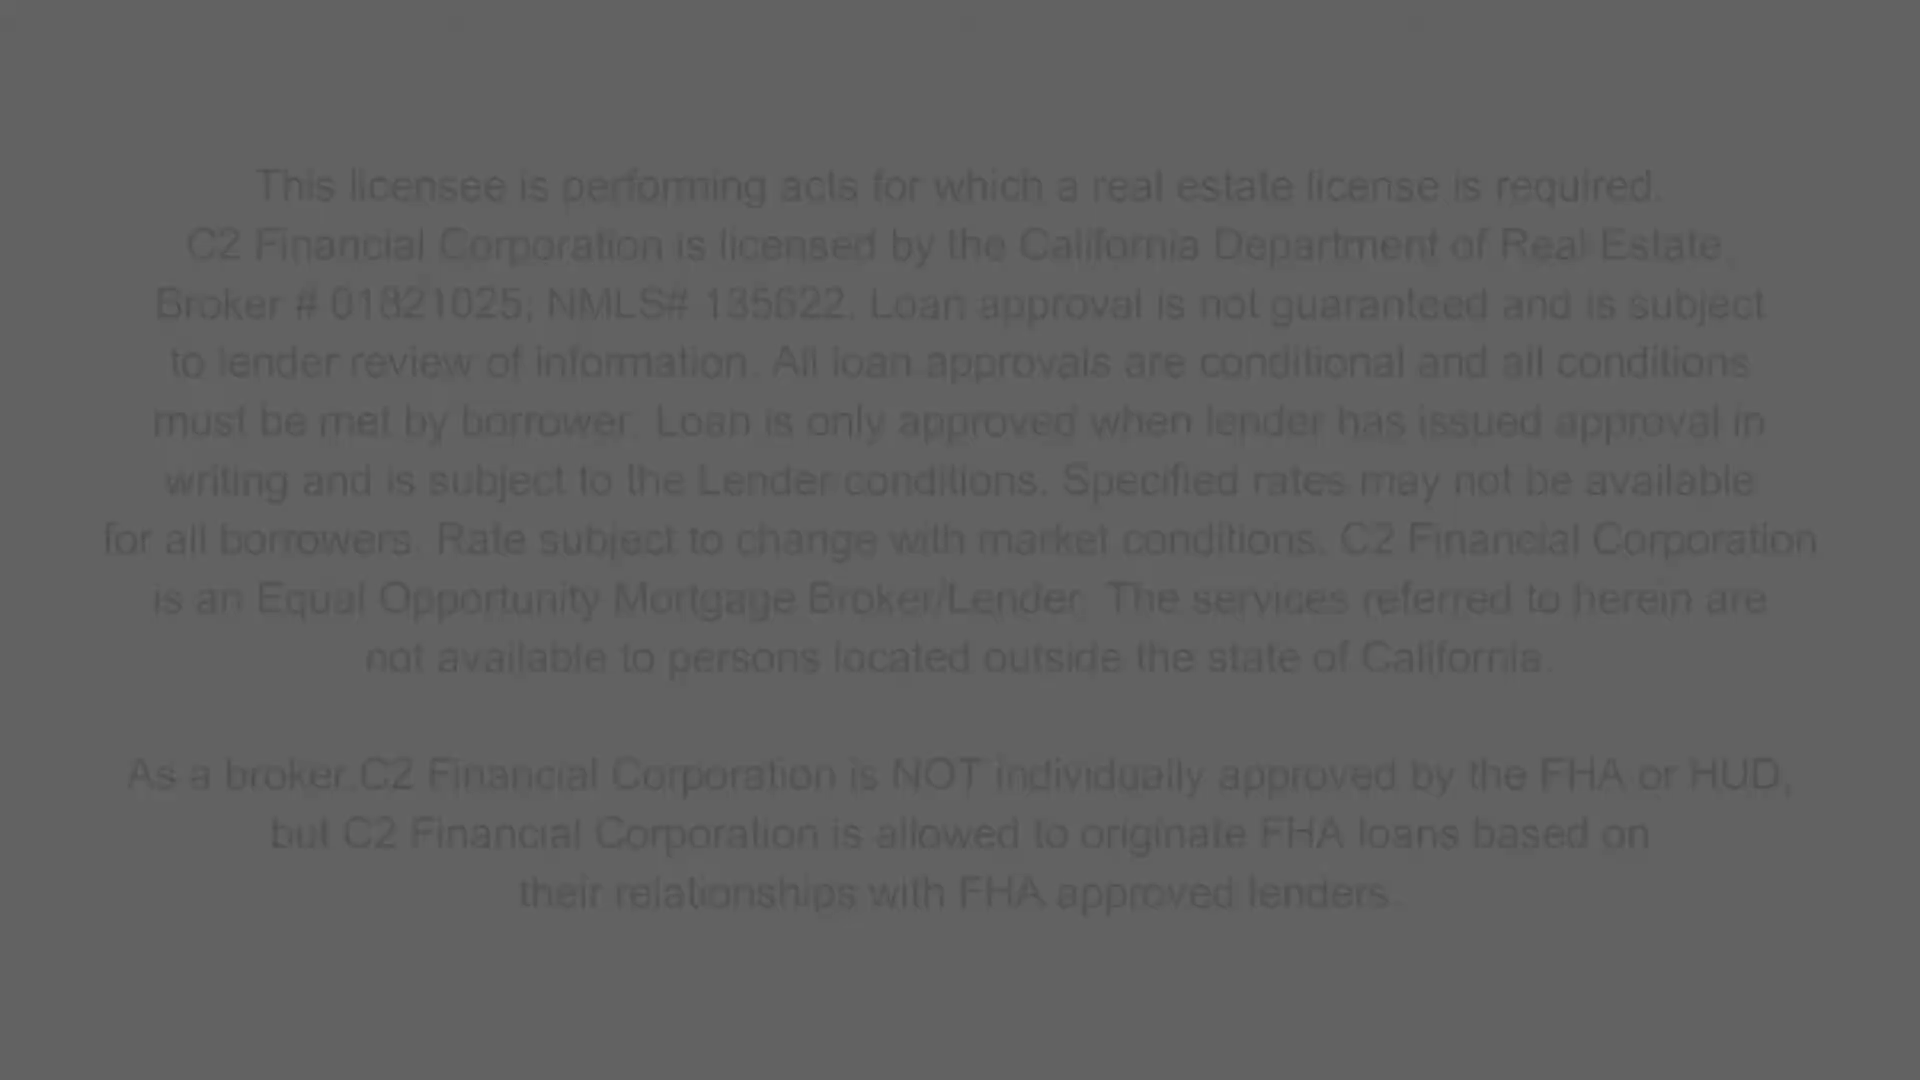 This licensee is performing acts for which a real estate license is required.
C2 Financial Corporation is licensed by the California Department of Real Estate,
Broker # 01821025; NMLS# 135622. Loan approval is not guaranteed and is subject
to lender review of information. All loan approvals are conditional and all conditions
must be met by borrower. Loan is only approved when lender has issued approval in
writing and is subject to the Lender conditions. Specified rates may not be available
for all borrowers. Rate subject to change with market conditions. C2 Financial Corporation
is an Equal Opportunity Mortgage Broker/Lender. The services referred to herein are
not available to persons located outside the state of California.
As a broker.C2 Financial Corporation is NOT individually approved by the FHA or HUD,
but C2 Financial Corporation is allowed to originate FHA loans based on
their relationships with FHA approved lenders.